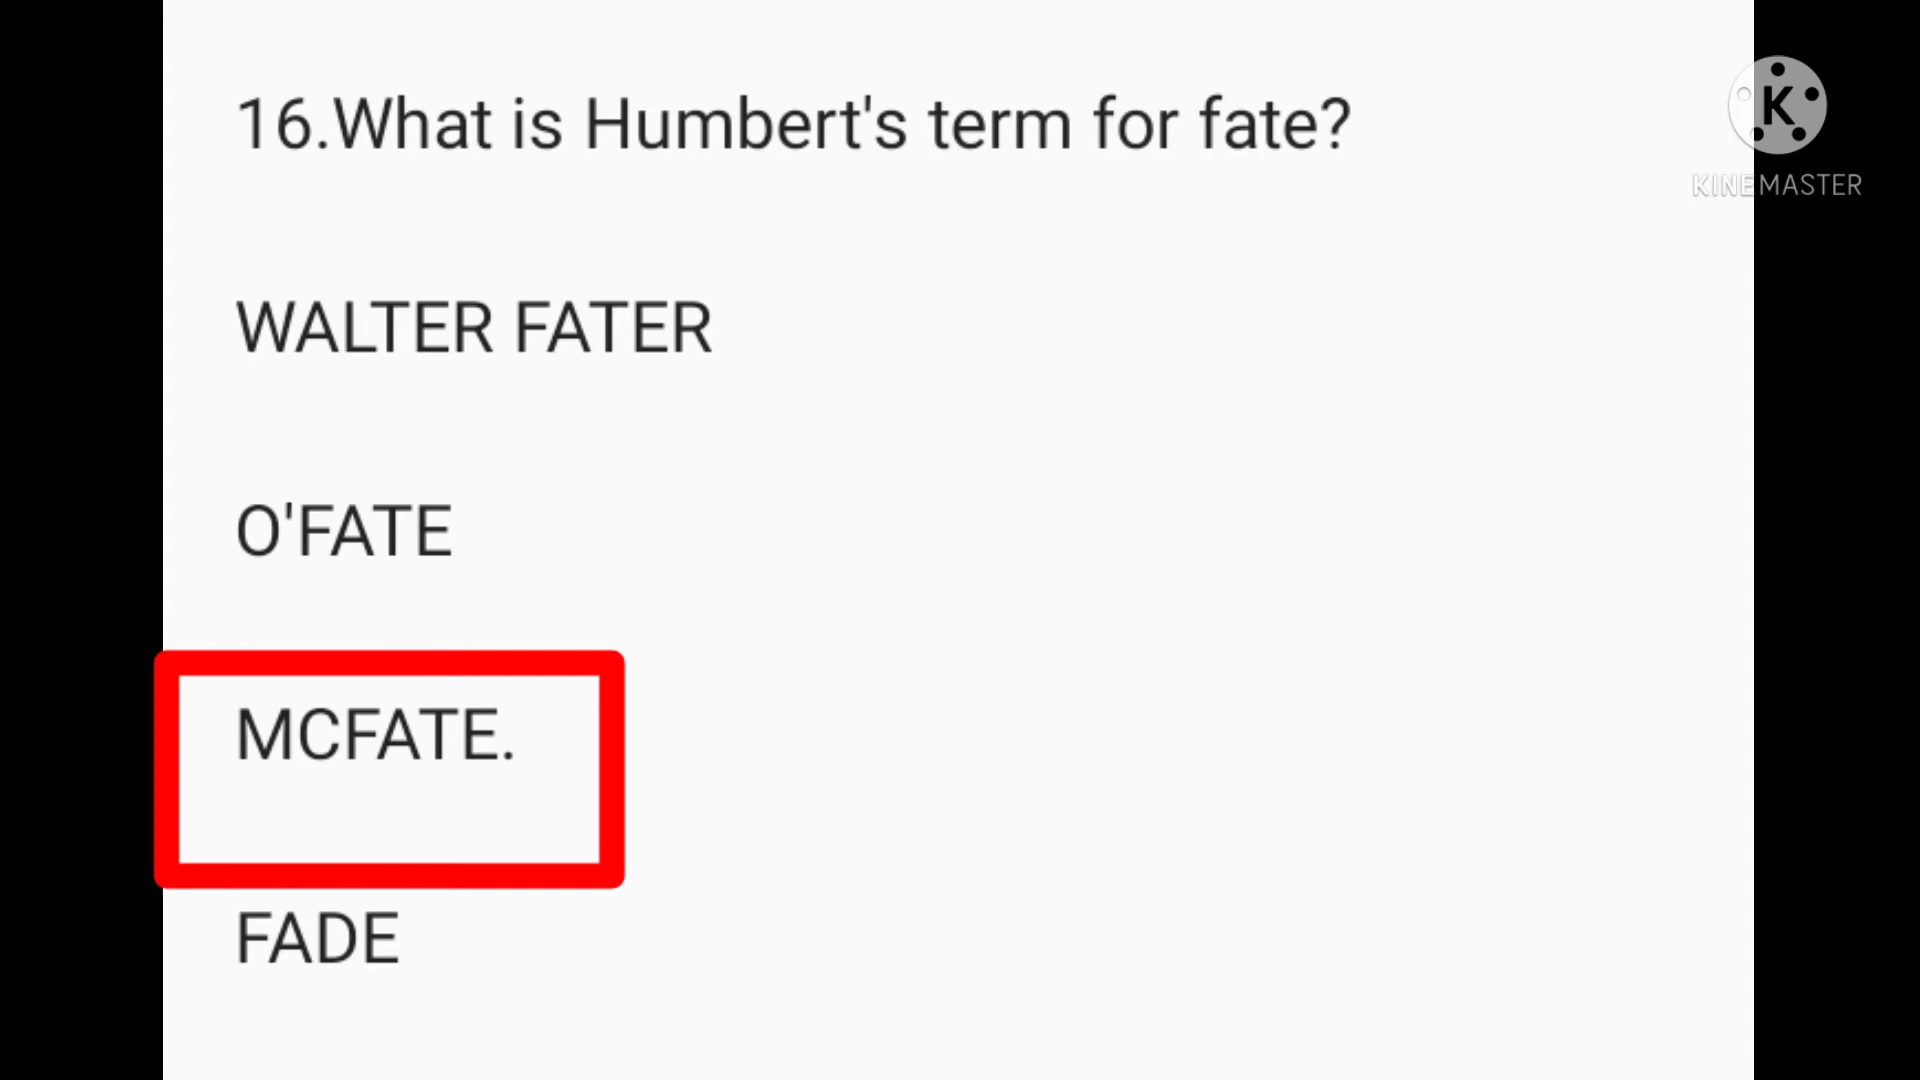 16.What is Humbert's term for fate?
K
KINEMASTER
WALTER FATER
O'FATE
MCFATE.
FADE